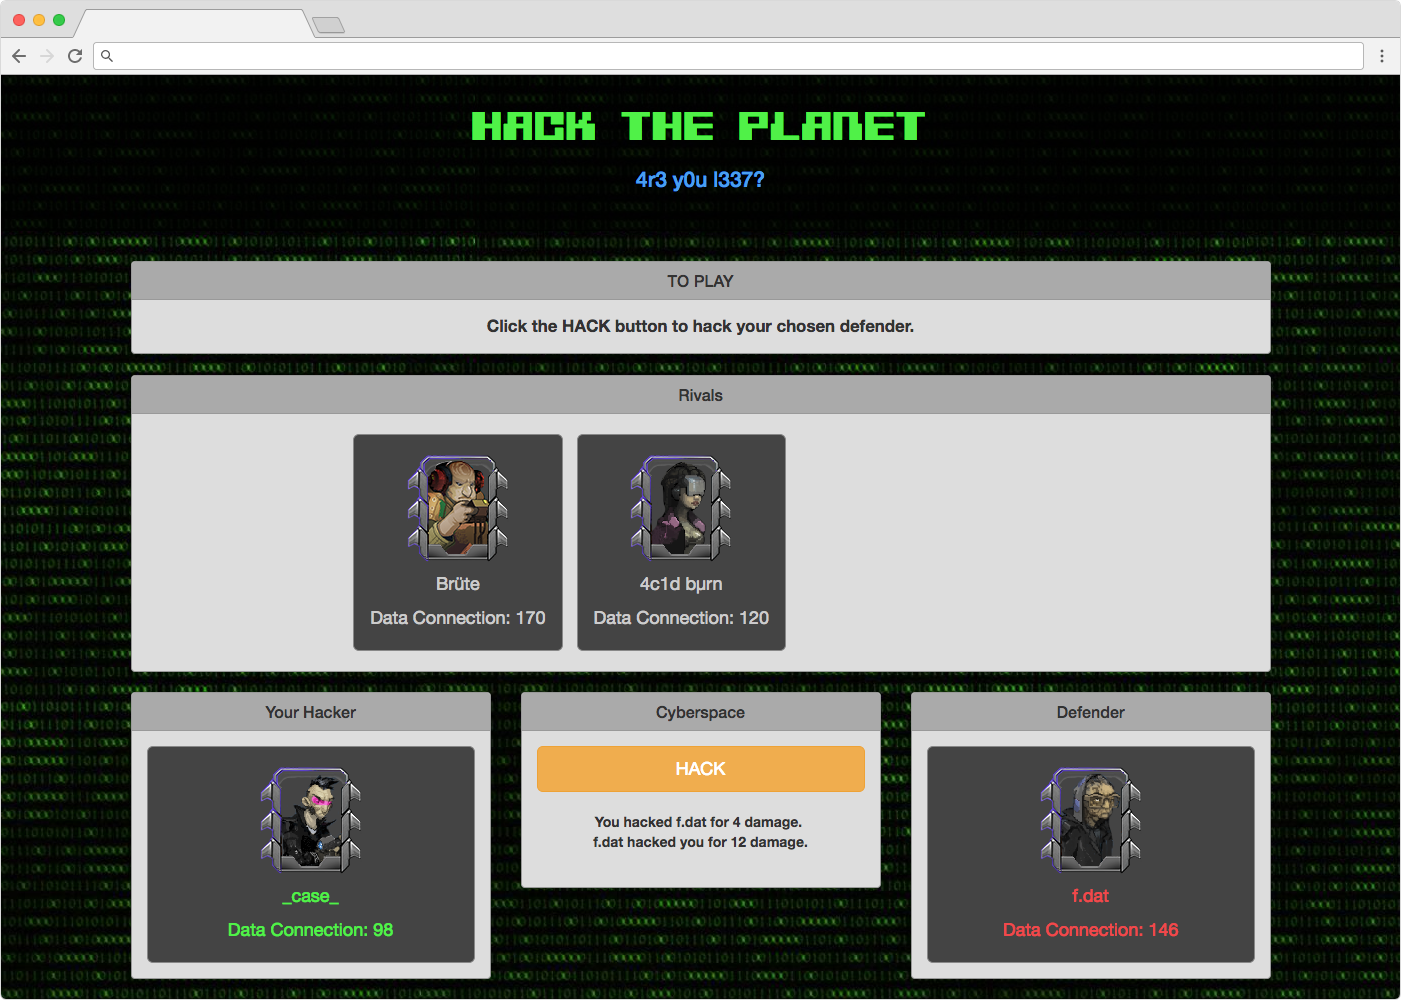 HACK THE PLANET
4r3 y0u l337?
TO PLAY
Click the HACK button to hack your chosen defender.
Rivals
Brüte
Data Connection: 170
4c1d bµrn
Data Connection: 120
Your Hacker
_case_
Data Connection: 98
Cyberspace
HACK
You hacked f.dat for 4 damage.
f.dat hacked you for 12 damage.
Defender
f.dat
Data Connection: 146